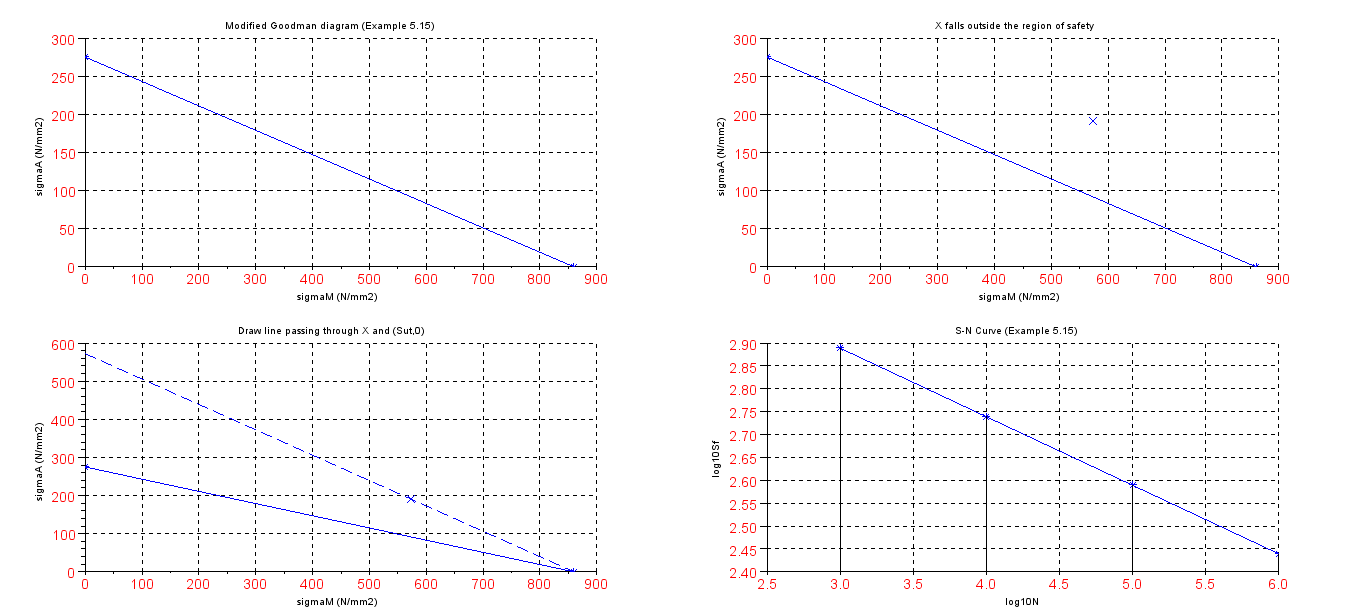 Modified Goodman diagram (Example 5.15)
300
250
200
150
100
50
0
sigmaA (N/mm2)
0 100 200 300 400 500 600 700 800 900
sigmaM (N/mm2)
X falls outside the region of safety
300
250
200
150
100
50
0
sigmaA (N/mm2)
0 100 200 300 400 500 600 700 800 900
sigmaM (N/mm2)
Draw line passing through X and (Sut,0)
600
500
400
300
200
100
0
sigmaA (N/mm2)
0 100 200 300 400 500 600 700 800 900
sigmaM (N/mm2)
S-N Curve (Example 5.15)
2.90
2.85
2.80
2.75
2.70
2.65
2.60
2.55
2.50
2.45
2.40
log10Sf
2.5 3.0 3.5 4.0 4.5 5.0 5.5 6.0
log10N